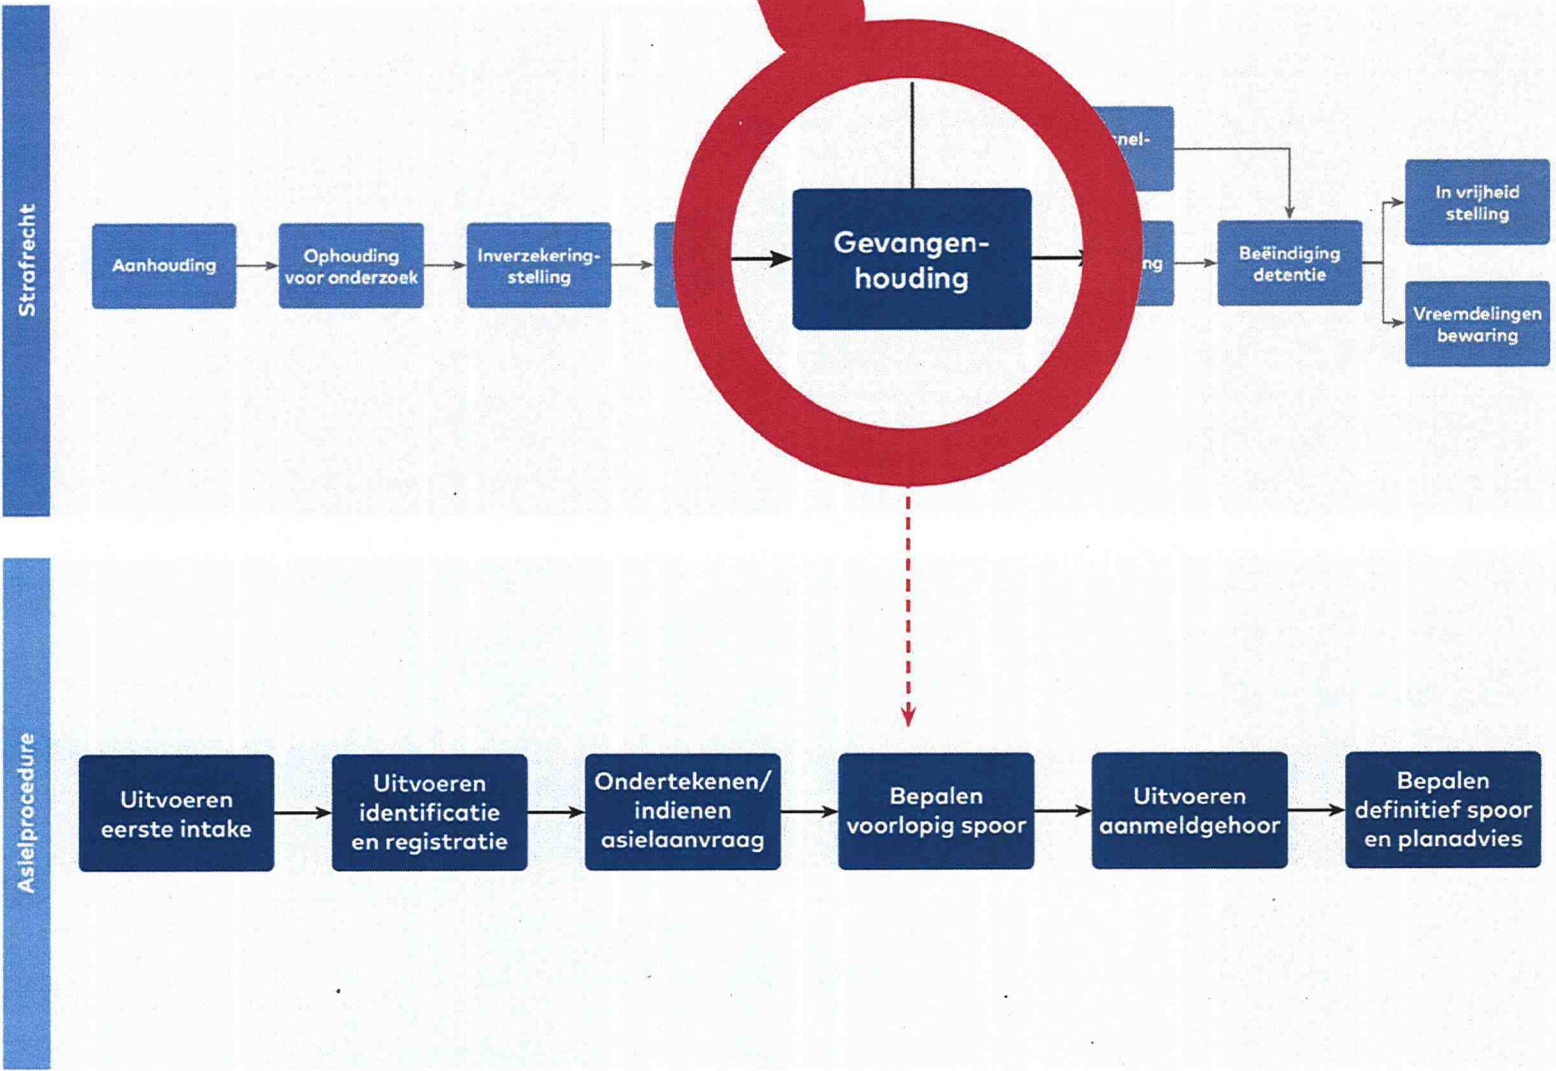 Strafrecht
Aanhouding
Ophouding
voor onderzoek
Inverzekering-
stelling
Gevangen-
houding
Beëindiging
detentie
In vrijheid
stelling
Vreemdelingen
bewaring
Asielprocedure
Uitvoeren
eerste intake
Uitvoeren
identificatie
en registratie
Ondertekenen/
indienen
asielaanvraag
Bepalen
voorlopig spoor
Uitvoeren
aanmeldgehoor
Bepalen
definitief spoor
en planadvies